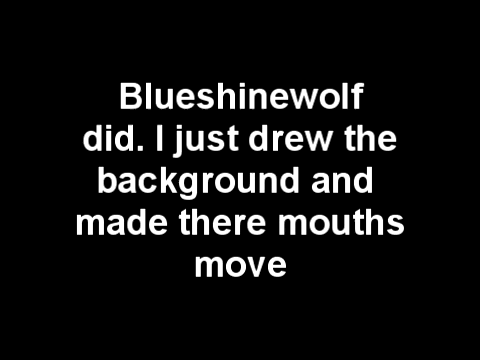 Blueshinewolf
did. I just drew the
background and
made there mouths
move